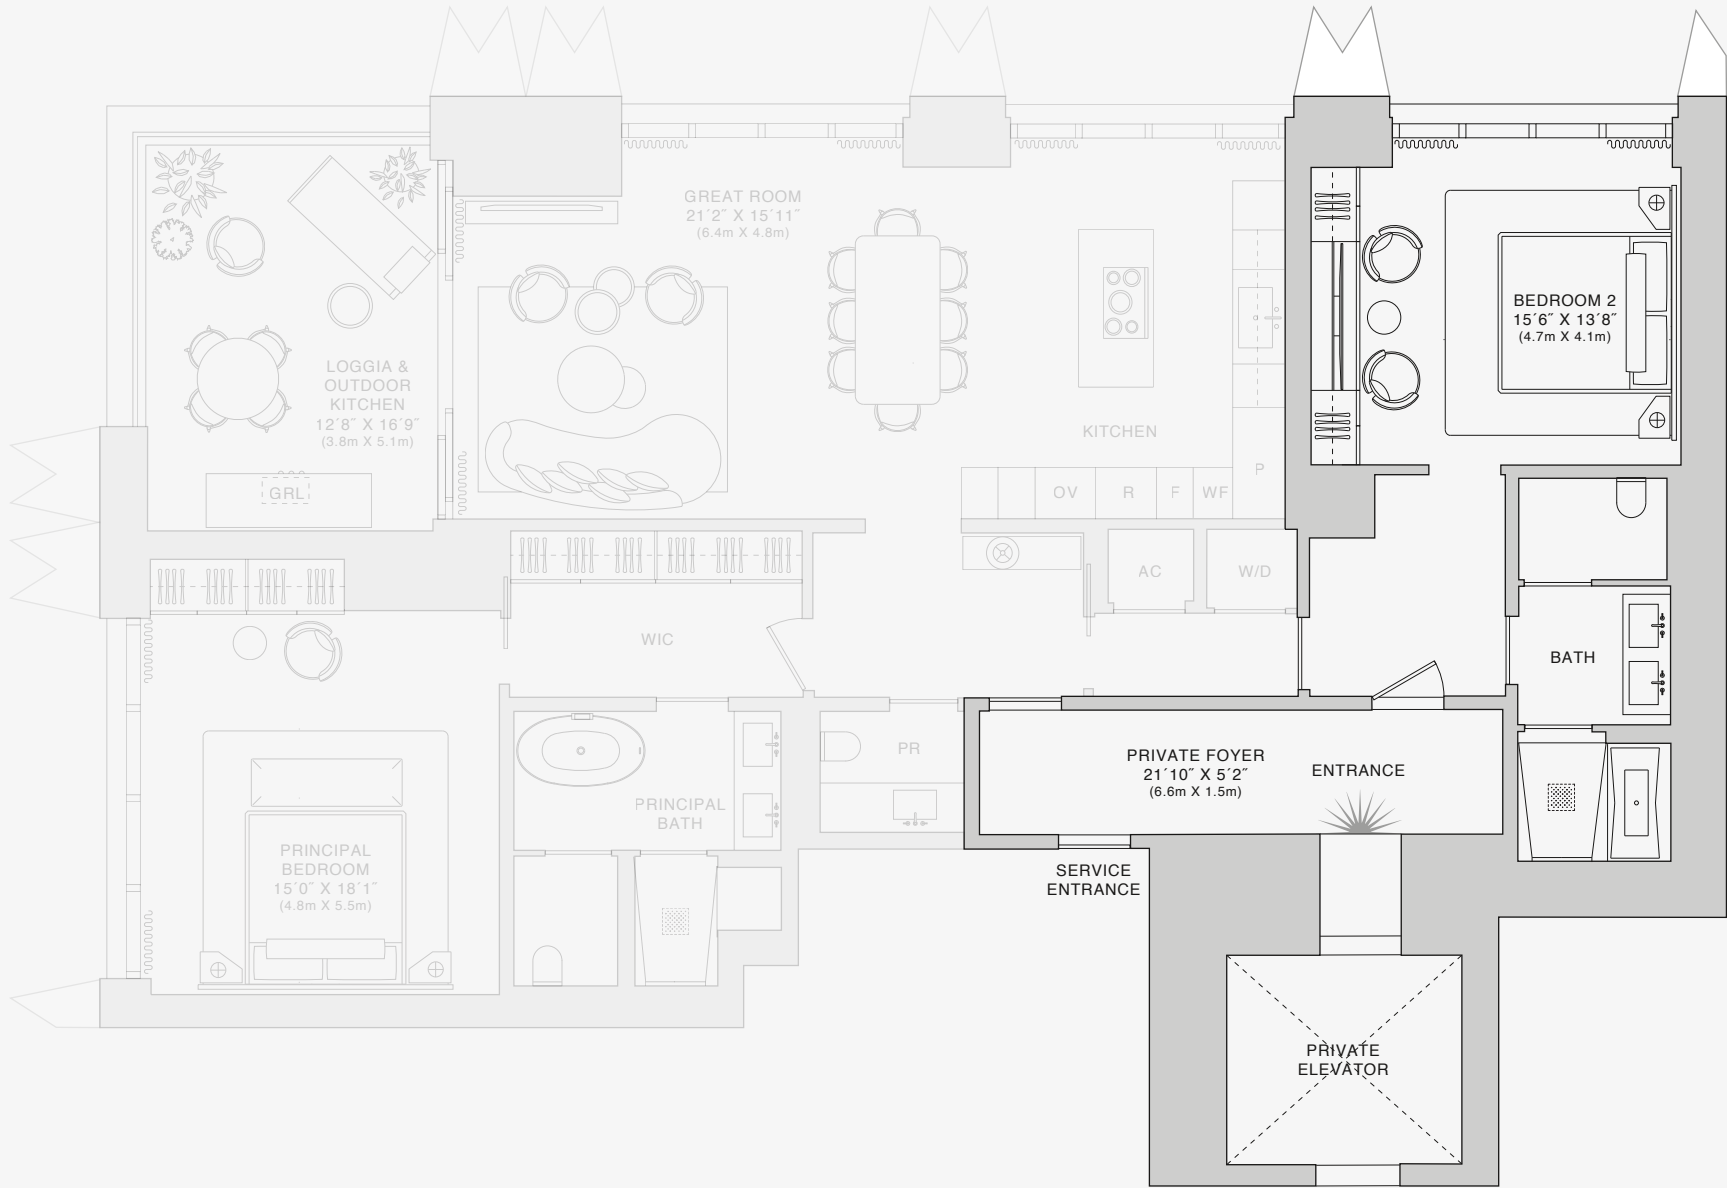 GREAT ROOM
21´2˝ X 15´11˝
(6.4m X 4.8m)
BEDROOM 2
15´6˝ X 13´8˝
(4.7m X 4.1m)
LOGGIA &
OUTDOOR
KITCHEN
12´8˝ X 16´9˝
(3.8m X 5.1m)
KITCHEN
GRL
OV
R
F
WF
P
AC
W/D
WIC
BATH
PR
PRIVATE FOYER
21´10˝ X 5´2˝
(6.6m X 1.5m)
ENTRANCE
PRINCIPAL
BATH
PRINCIPAL
BEDROOM
15´0˝ X 18´1˝
(4.8m X 5.5m)
SERVICE
ENTRANCE
PRIVATE
ELEVATOR